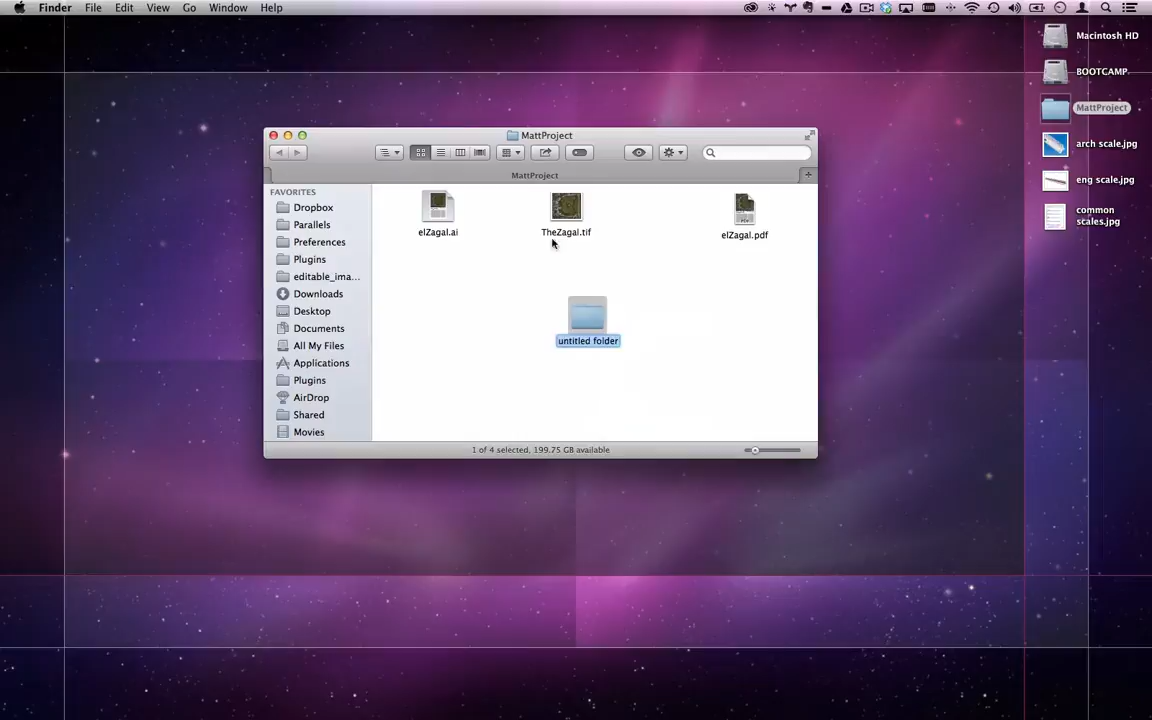 Finder File Edit View Go Window Help
Macintosh HD
BOOTCAMP
MattProject
arch scale.jpg
eng scale.jpg
common
scales.jpg
MattProject
MattProject
FAVORITES
Dropbox
Parallels
Preferences
Plugins
editable_ima...
Downloads
Desktop
Documents
All My Files
Applications
Plugins
AirDrop
Shared
Movies
elZagal.ai
TheZagal.tif
elZagal.pdf
untitled folder
1 of 4 selected, 199.75 GB available